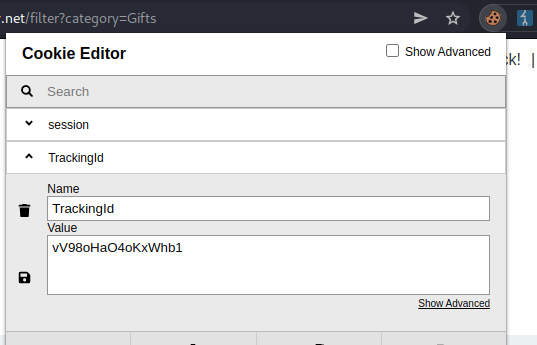 .net/filter?category=Gifts
Cookie Editor
Show Advanced
ck! |
Search
session
TrackingId
Name
TrackingId
Value
vV98oHaO4oKxWhb1
Show Advanced